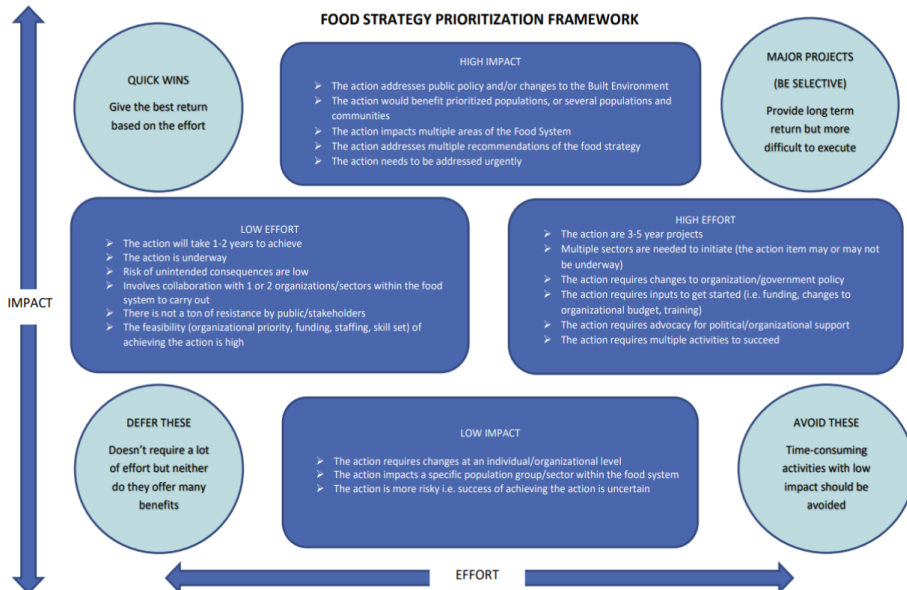 FOOD STRATEGY PRIORITIZATION FRAMEWORK
QUICK WINS
Give the best return
based on the effort
HIGH IMPACT
➢ The action addresses public policy and/or changes to the Built Environment
➢ The action would benefit prioritized populations, or several populations and
communities
➢ The action impacts multiple areas of the Food System
➢ The action addresses multiple recommendations of the food strategy
➢ The action needs to be addressed urgently
MAJOR PROJECTS
(BE SELECTIVE)
Provide long term
return but more
difficult to execute
IMPACT
LOW EFFORT
➢ The action will take 1-2 years to achieve
➢ The action is underway
➢ Risk of unintended consequences are low
➢ Involves collaboration with 1 or 2 organizations/sectors within the food
system to carry out
➢ There is not a ton of resistance by public/stakeholders
➢ The feasibility (organizational priority, funding, staffing, skill set) of
achieving the action is high
HIGH EFFORT
➢ The action are 3-5 year projects
➢ Multiple sectors are needed to initiate (the action item may or may not
be underway)
➢ The action requires changes to organization/government policy
➢ The action requires inputs to get started (i.e. funding, changes to
organizational budget, training)
➢ The action requires advocacy for political/organizational support
➢ The action requires multiple activities to succeed
DEFER THESE
Doesn't require a lot
of effort but neither
do they offer many
benefits
LOW IMPACT
➢ The action requires changes at an individual/organizational level
➢ The action impacts a specific population group/sector within the food system
➢ The action is more risky i.e. success of achieving the action is uncertain
AVOID THESE
Time-consuming
activities with low
impact should be
avoided
EFFORT